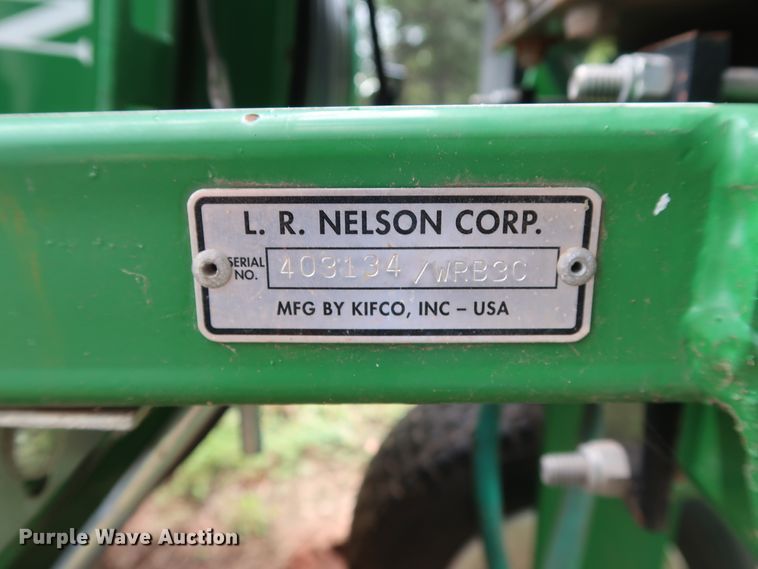 N
L. R. NELSON CORP.
SERIAL NO. 403134/WRB3C
MFG BY KIFCO, INC – USA
Purple Wave Auction